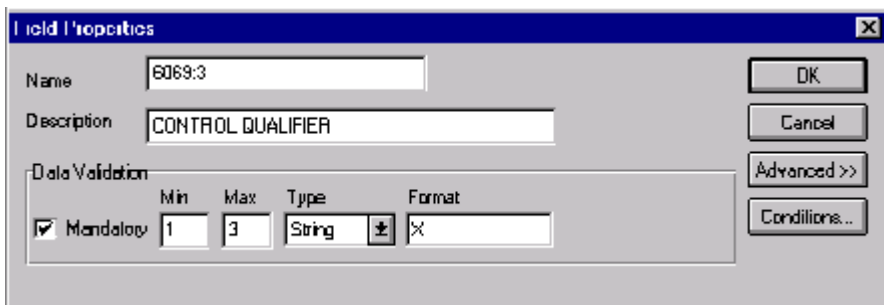 Field Properties
Name 6069:3 OK
Description CONTROL QUALIFIER Cancel
Data Validation Advanced >>
Min Max Type Format
Mandatory 1 3 String X Conditions...